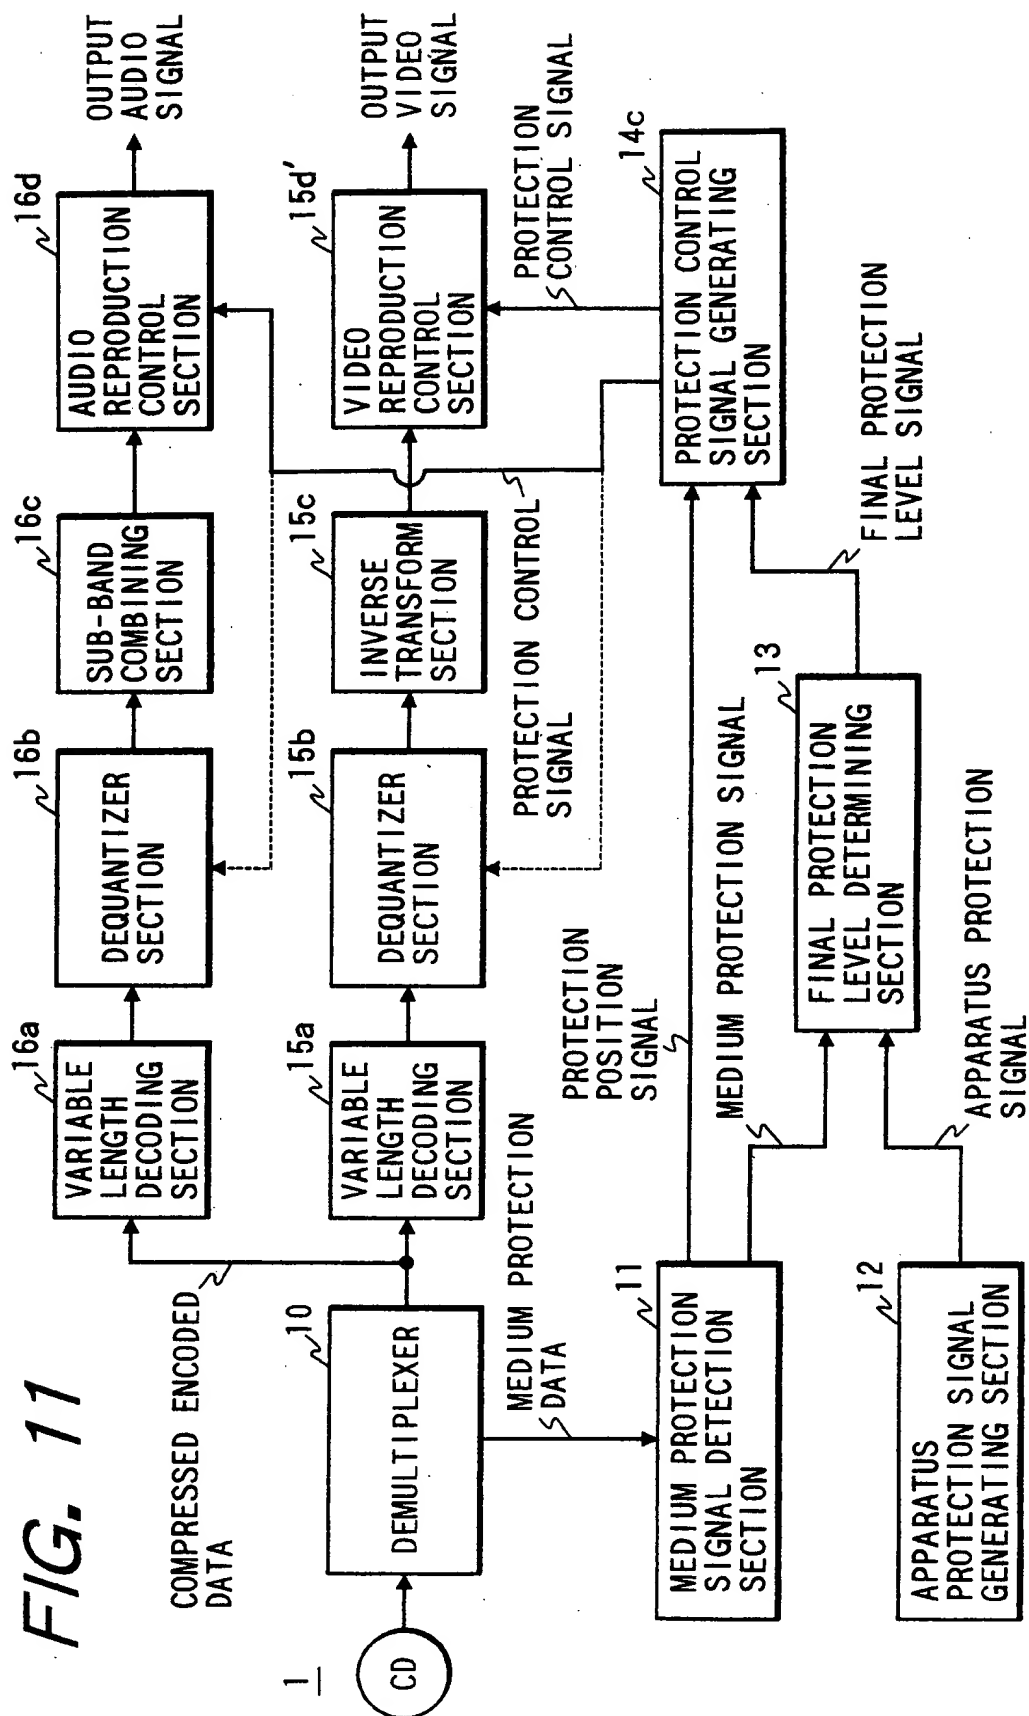 FIG. 11
1
CD
10
DEMULTIPLEXER
COMPRESSED ENCODED
DATA
MEDIUM PROTECTION
DATA
16a
VARIABLE
LENGTH
DECODING
SECTION
16b
DEQUANTIZER
SECTION
16c
SUB-BAND
COMBINING
SECTION
16d
AUDIO
REPRODUCTION
CONTROL
SECTION
OUTPUT
AUDIO
SIGNAL
15a
VARIABLE
LENGTH
DECODING
SECTION
15b
DEQUANTIZER
SECTION
15c
INVERSE
TRANSFORM
SECTION
15d'
VIDEO
REPRODUCTION
CONTROL
SECTION
OUTPUT
VIDEO
SIGNAL
PROTECTION CONTROL
SIGNAL
PROTECTION
CONTROL SIGNAL
PROTECTION
POSITION
SIGNAL
11
MEDIUM PROTECTION
SIGNAL DETECTION
SECTION
MEDIUM PROTECTION SIGNAL
12
APPARATUS
PROTECTION SIGNAL
GENERATING SECTION
APPARATUS PROTECTION
SIGNAL
13
FINAL PROTECTION
LEVEL DETERMINING
SECTION
FINAL PROTECTION
LEVEL SIGNAL
14c
PROTECTION CONTROL
SIGNAL GENERATING
SECTION